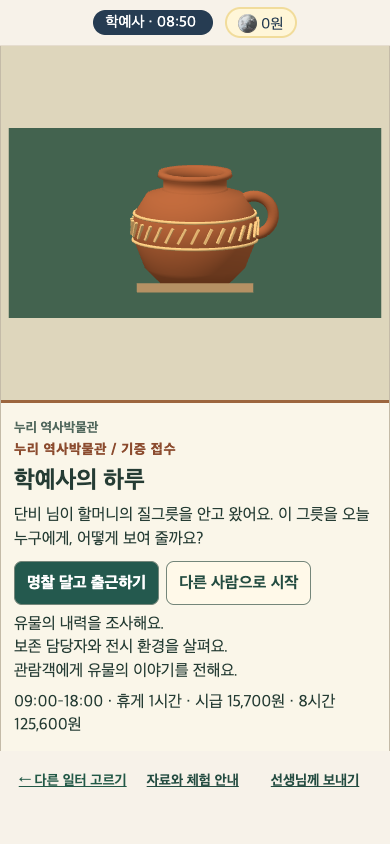 학예사 · 08:50
0원
누리 역사박물관
누리 역사박물관 / 기증 접수
학예사의 하루
단비 님이 할머니의 질그릇을 안고 왔어요. 이 그릇을 오늘
누구에게, 어떻게 보여 줄까요?
명찰 달고 출근하기
다른 사람으로 시작
유물의 내력을 조사해요.
보존 담당자와 전시 환경을 살펴요.
관람객에게 유물의 이야기를 전해요.
09:00-18:00 · 휴게 1시간 · 시급 15,700원 · 8시간
125,600원
← 다른 일터 고르기
자료와 체험 안내
선생님께 보내기